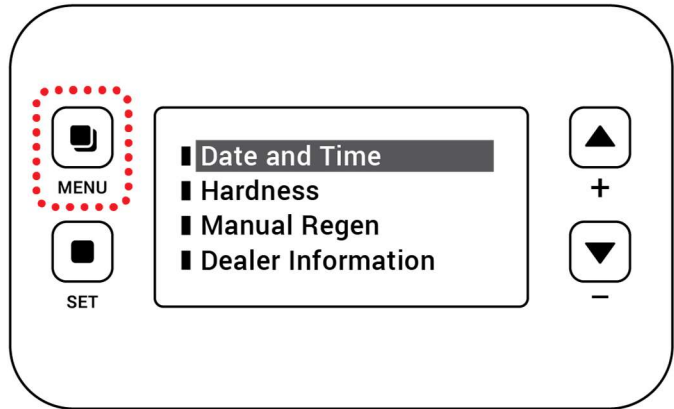 MENU
SET
Date and Time
Hardness
Manual Regen
Dealer Information
+
−